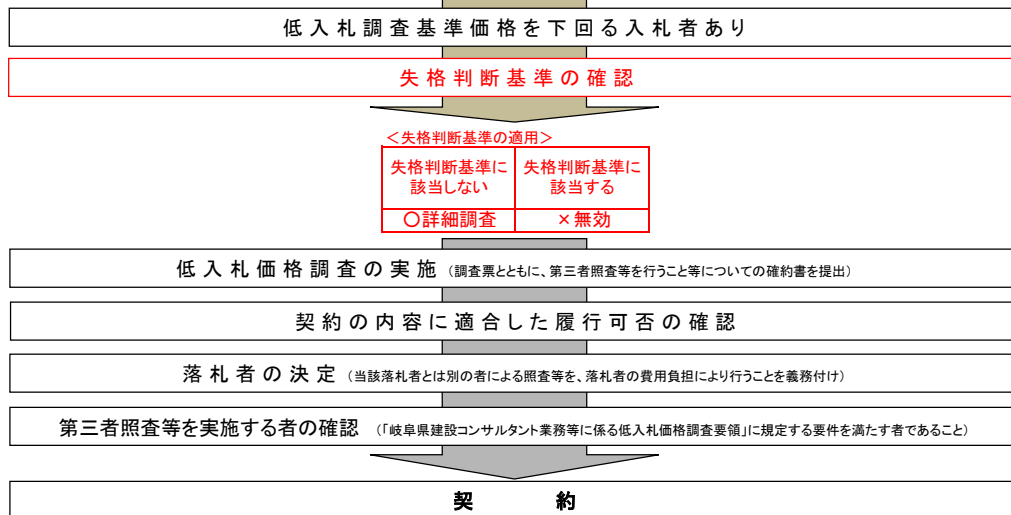 低入札調査基準価格を下回る入札者あり
失格判断基準の確認
＜失格判断基準の適用＞
失格判断基準に 失格判断基準に
該当しない 該当する
〇詳細調査 ×無効
低入札価格調査の実施（調査票とともに、第三者照査等を行うこと等についての確約書を提出）
契約の内容に適合した履行可否の確認
落札者の決定（当該落札者とは別の者による照査等を、落札者の費用負担により行うことを義務付け）
第三者照査等を実施する者の確認（「岐阜県建設コンサルタント業務等に係る低入札価格調査要領」に規定する要件を満たす者であること）
契 約